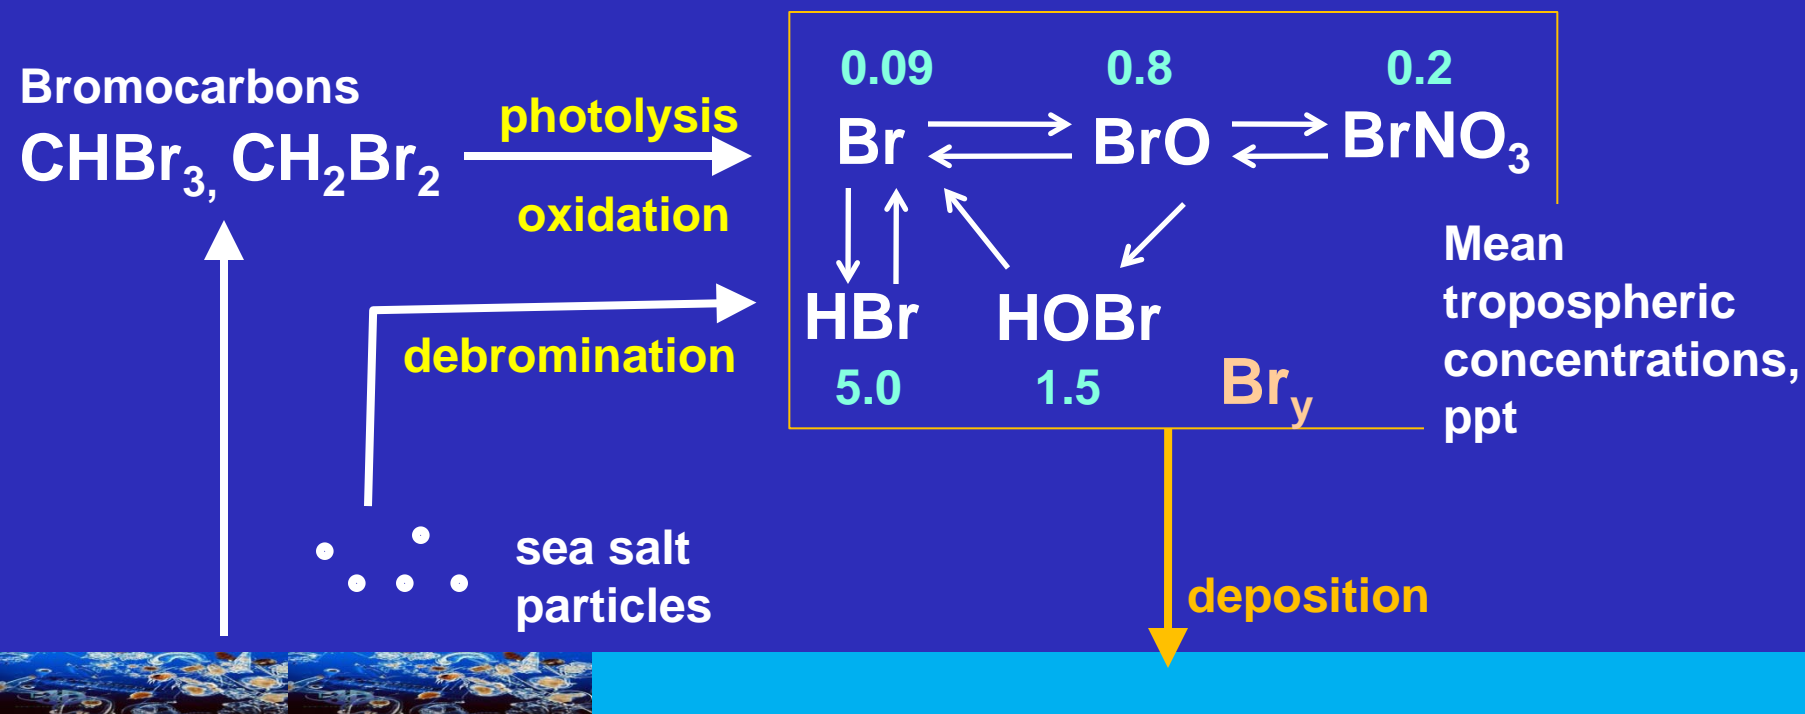 Bromocarbons
CHBr3, CH2Br2
photolysis
oxidation
debromination
sea salt
particles
0.09 0.8 0.2
Br BrO BrNO3
HBr HOBr
5.0 1.5 Bry
Mean
tropospheric
concentrations,
ppt
deposition